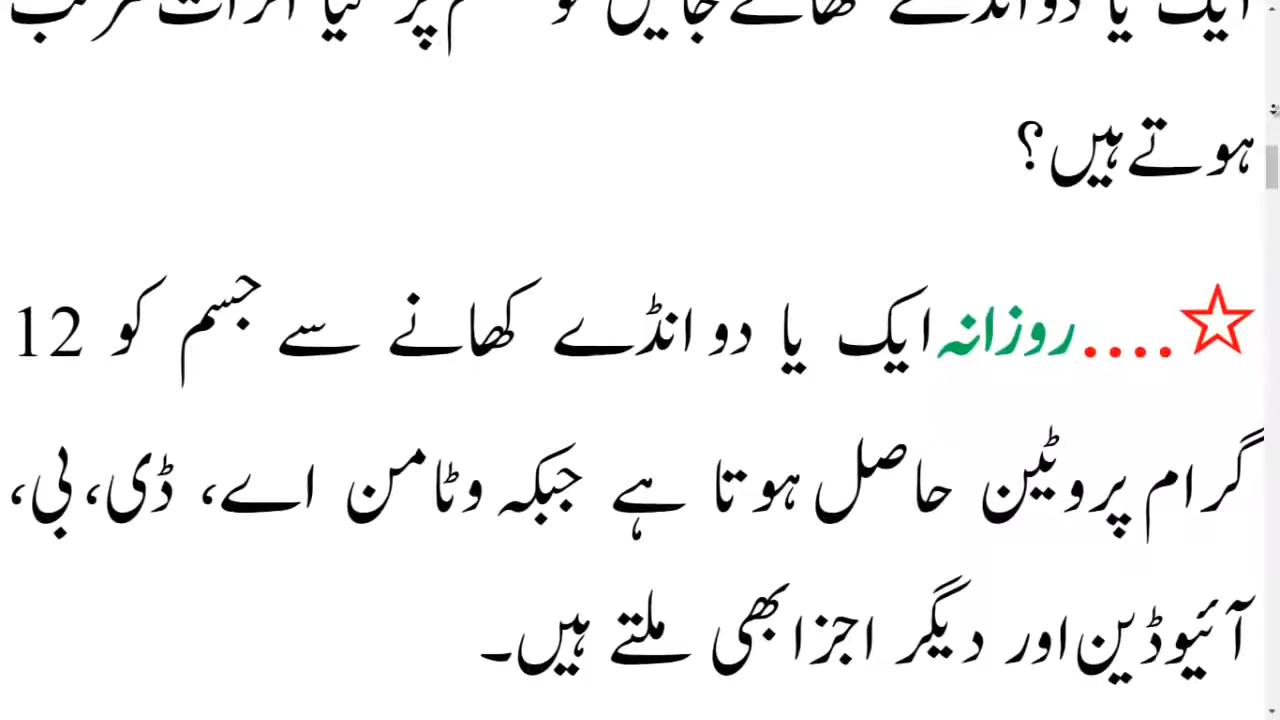 ایک یا دو انڈے کھائے جائیں تو جسم پر کیا اثرات مرتب
ہوتے ہیں؟
☆....روزانہ ایک یا دو انڈے کھانے سے جسم کو 12
گرام پروٹین حاصل ہوتا ہے جبکہ وٹامن اے، ڈی، بی،
آئیوڈین اور دیگر اجزا بھی ملتے ہیں۔